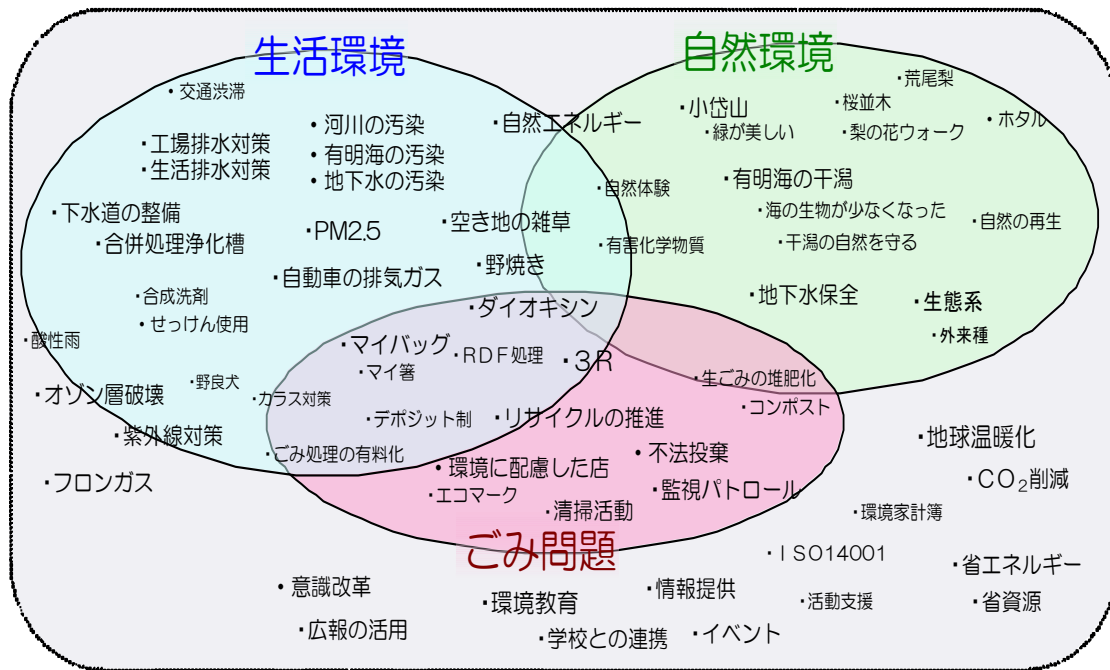 生活環境
自然環境
・交通渋滞
・荒尾梨
・小岱山
・桜並木
・河川の汚染
・自然エネルギー
・緑が美しい
・梨の花ウォーク
・ホタル
・工場排水対策
・有明海の汚染
・生活排水対策
・地下水の汚染
・自然体験
・有明海の干潟
・下水道の整備
・空き地の雑草
・海の生物が少なくなった
・自然の再生
・合併処理浄化槽
・PM2.5
・有害化学物質
・干潟の自然を守る
・自動車の排気ガス
・野焼き
・合成洗剤
・ダイオキシン
・地下水保全
・生態系
・せっけん使用
・外来種
・酸性雨
・マイバッグ
・RDF処理
・3R
・マイ箸
・オゾン層破壊
・野良犬
・カラス対策
・生ごみの堆肥化
・コンポスト
・デポジット制
・リサイクルの推進
・紫外線対策
・ごみ処理の有料化
・不法投棄
・地球温暖化
・フロンガス
・環境に配慮した店
・エコマーク
・監視パトロール
・CO₂削減
・清掃活動
・環境家計簿
ごみ問題
・ISO14001
・省エネルギー
・意識改革
・環境教育
・情報提供
・活動支援
・省資源
・広報の活用
・学校との連携
・イベント